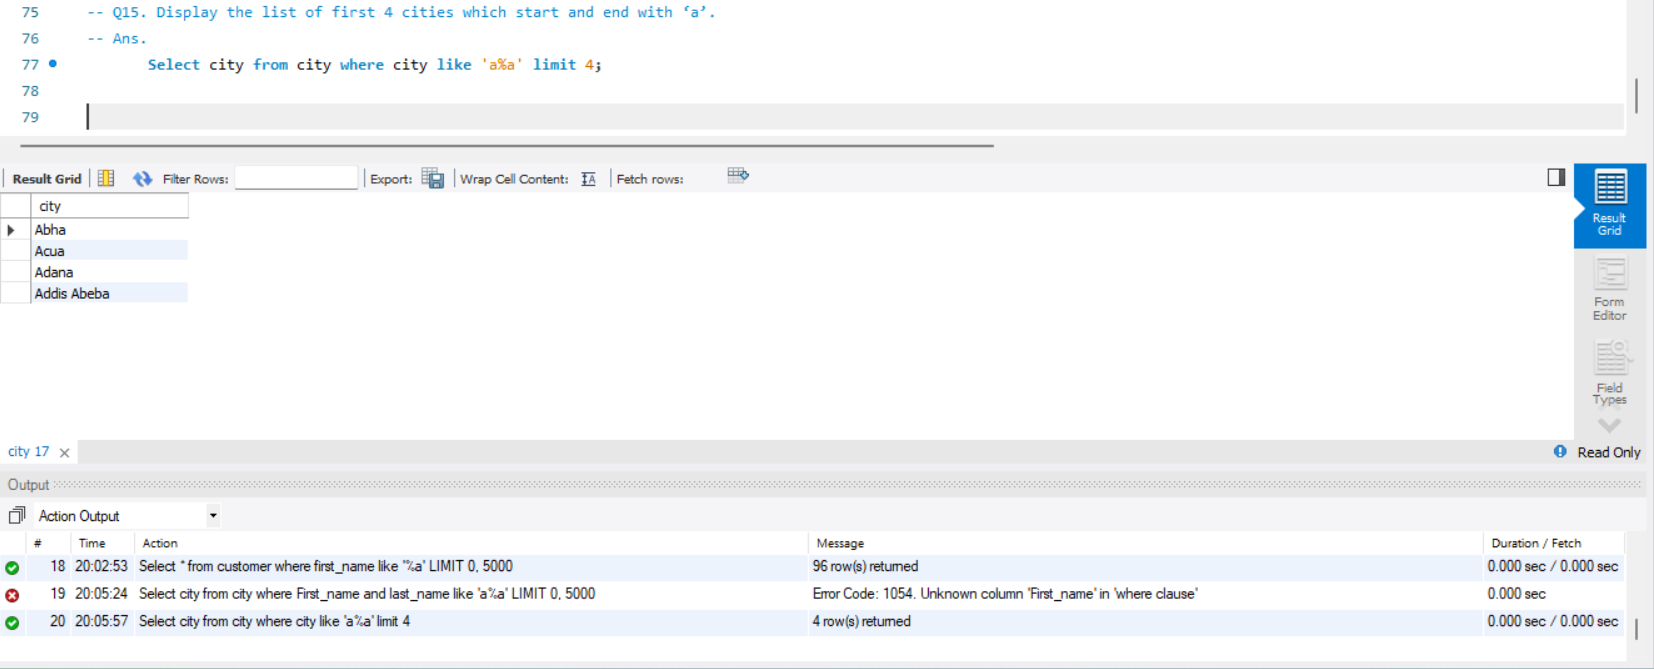 75 -- Q15. Display the list of first 4 cities which start and end with ‘a’.
76 -- Ans.
77 Select city from city where city like 'a%a' limit 4;
78
79
Result Grid Filter Rows: Export: Wrap Cell Content: Fetch rows:
city
Abha
Acua
Adana
Addis Abeba
Result
Grid
Form
Editor
Field
Types
city 17
Read Only
Output
Action Output
# Time Action Message Duration / Fetch
18 20:02:53 Select * from customer where first_name like '%a' LIMIT 0, 5000 96 row(s) returned 0.000 sec / 0.000 sec
19 20:05:24 Select city from city where First_name and last_name like 'a%a' LIMIT 0, 5000 Error Code: 1054. Unknown column 'First_name' in 'where clause' 0.000 sec
20 20:05:57 Select city from city where city like 'a%a' limit 4 4 row(s) returned 0.000 sec / 0.000 sec